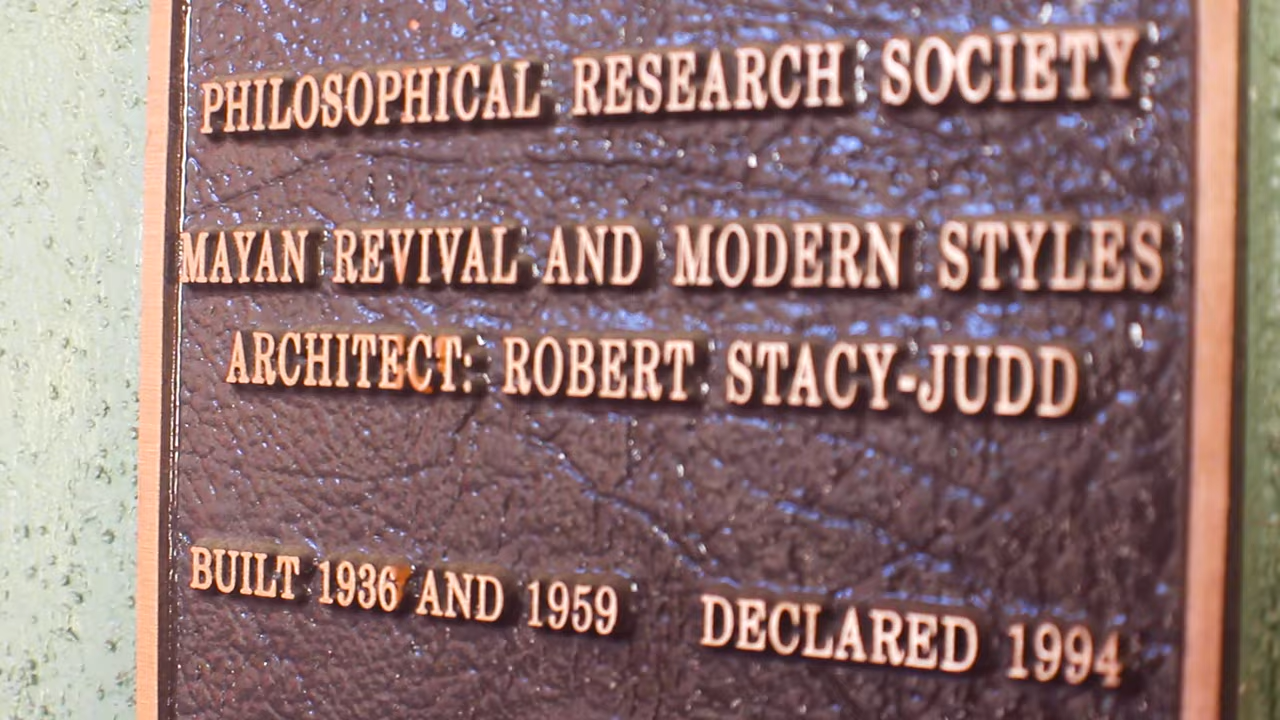 PHILOSOPHICAL RESEARCH SOCIETY
MAYAN REVIVAL AND MODERN STYLES
ARCHITECT: ROBERT STACY-JUDD
BUILT 1936 AND 1959 DECLARED 1994